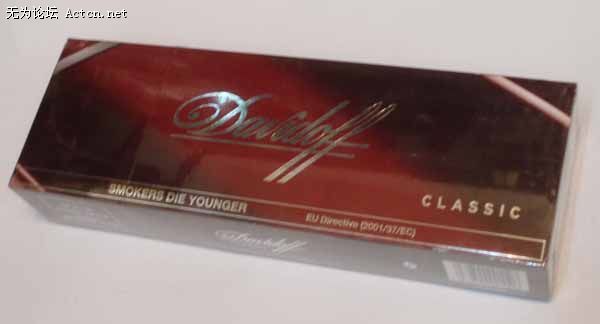 无为论坛 Actcn.net
Davidoff
CLASSIC
SMOKERS DIE YOUNGER
EU Directive (2001/37/EC)
Davidoff